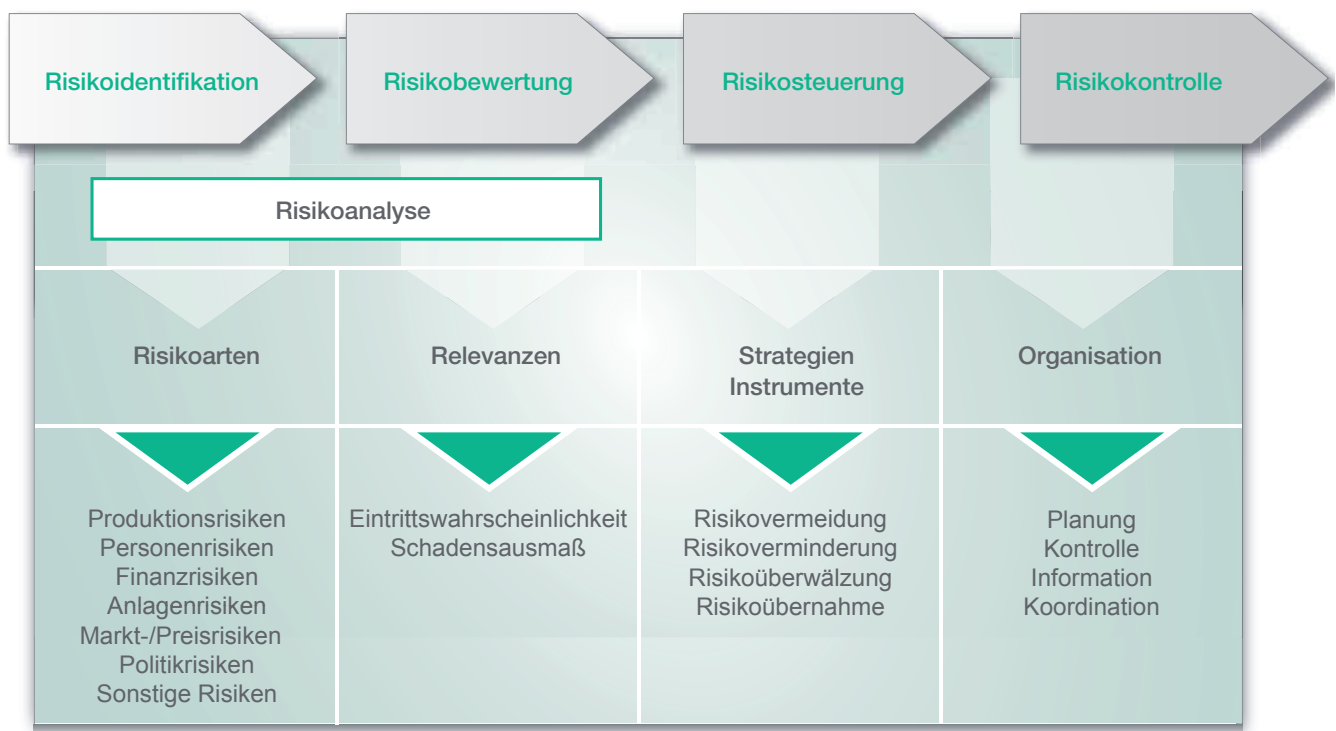 Risikoidentifikation
Risikobewertung
Risikosteuerung
Risikokontrolle
Risikoanalyse
Risikoarten
Relevanzen
Strategien
Instrumente
Organisation
Produktionsrisiken
Personenrisiken
Finanzrisiken
Anlagenrisiken
Markt-/Preisrisiken
Politikrisiken
Sonstige Risiken
Eintrittswahrscheinlichkeit
Schadensausmaß
Risikovermeidung
Risikoverminderung
Risikoüberwälzung
Risikoübernahme
Planung
Kontrolle
Information
Koordination